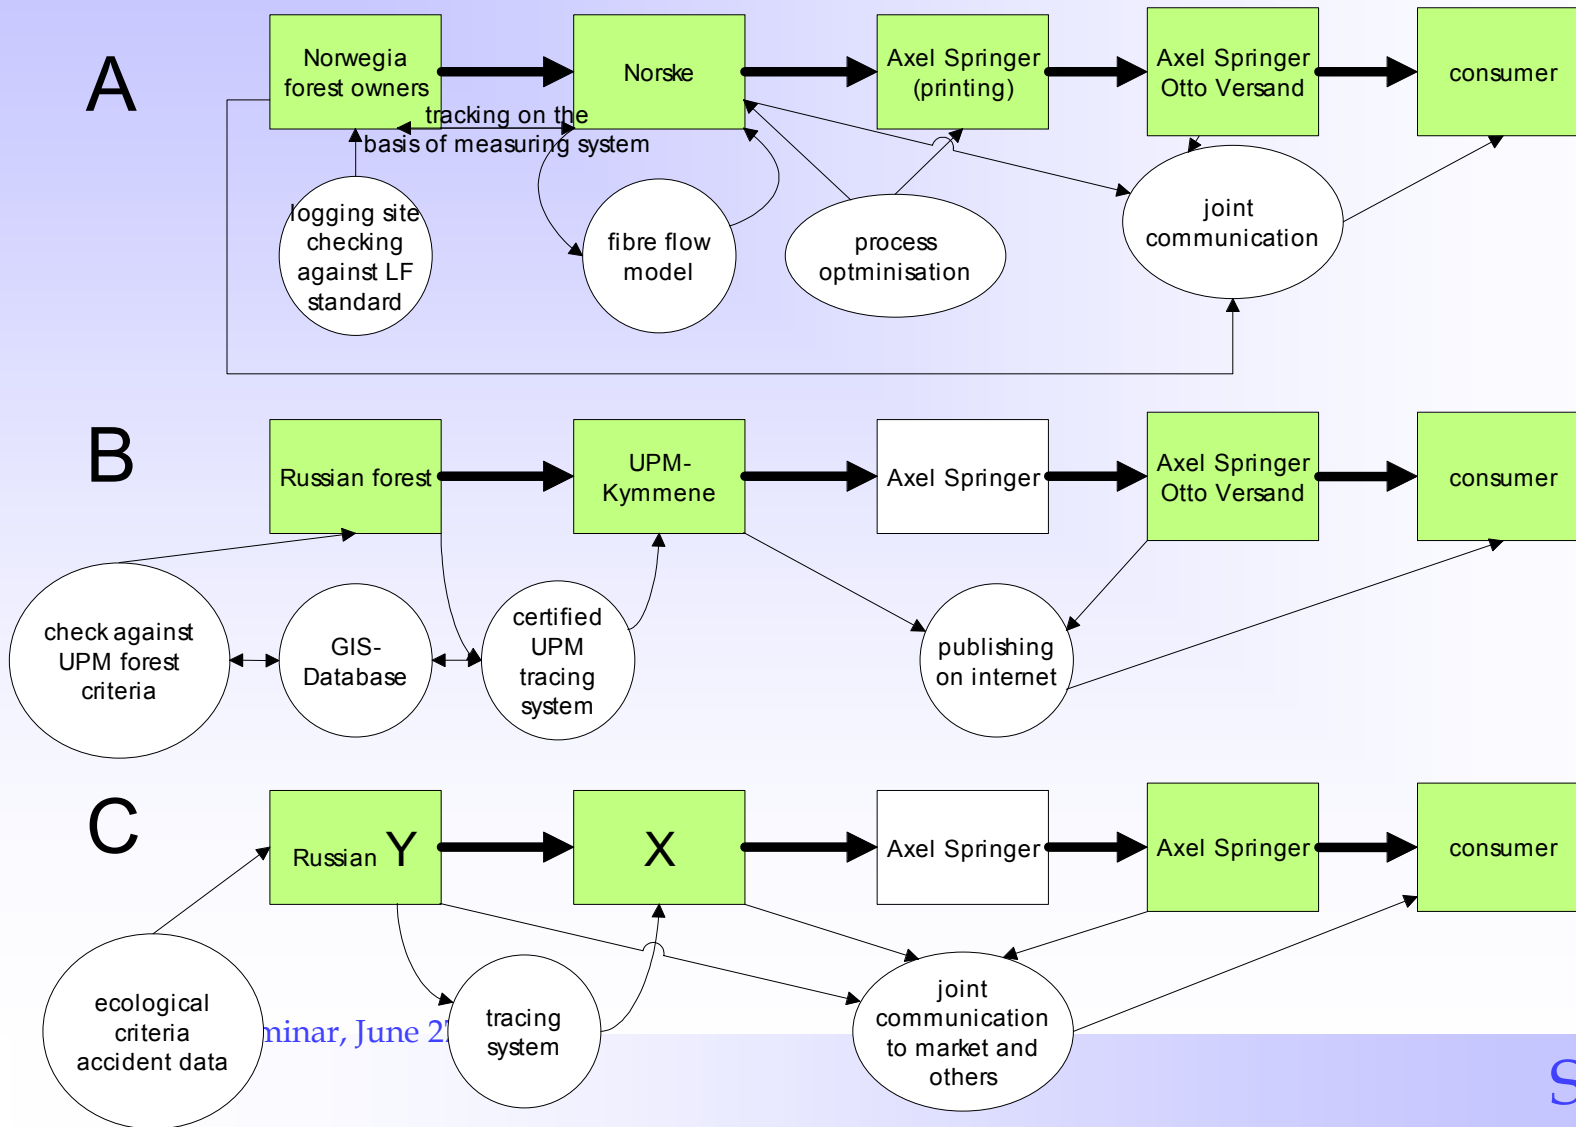 A
Norwegia
forest owners
Norske
Axel Springer
(printing)
Axel Springer
Otto Versand
consumer
tracking on the
basis of measuring system
logging site
checking
against LF
standard
fibre flow
model
process
optminisation
joint
communication
B
Russian forest
UPM-
Kymmene
Axel Springer
Axel Springer
Otto Versand
consumer
check against
UPM forest
criteria
GIS-
Database
certified
UPM
tracing
system
publishing
on internet
C
Russian Y
X
Axel Springer
Axel Springer
consumer
ecological
criteria
accident data
tracing
system
joint
communication
to market and
others
minar, June 2
S